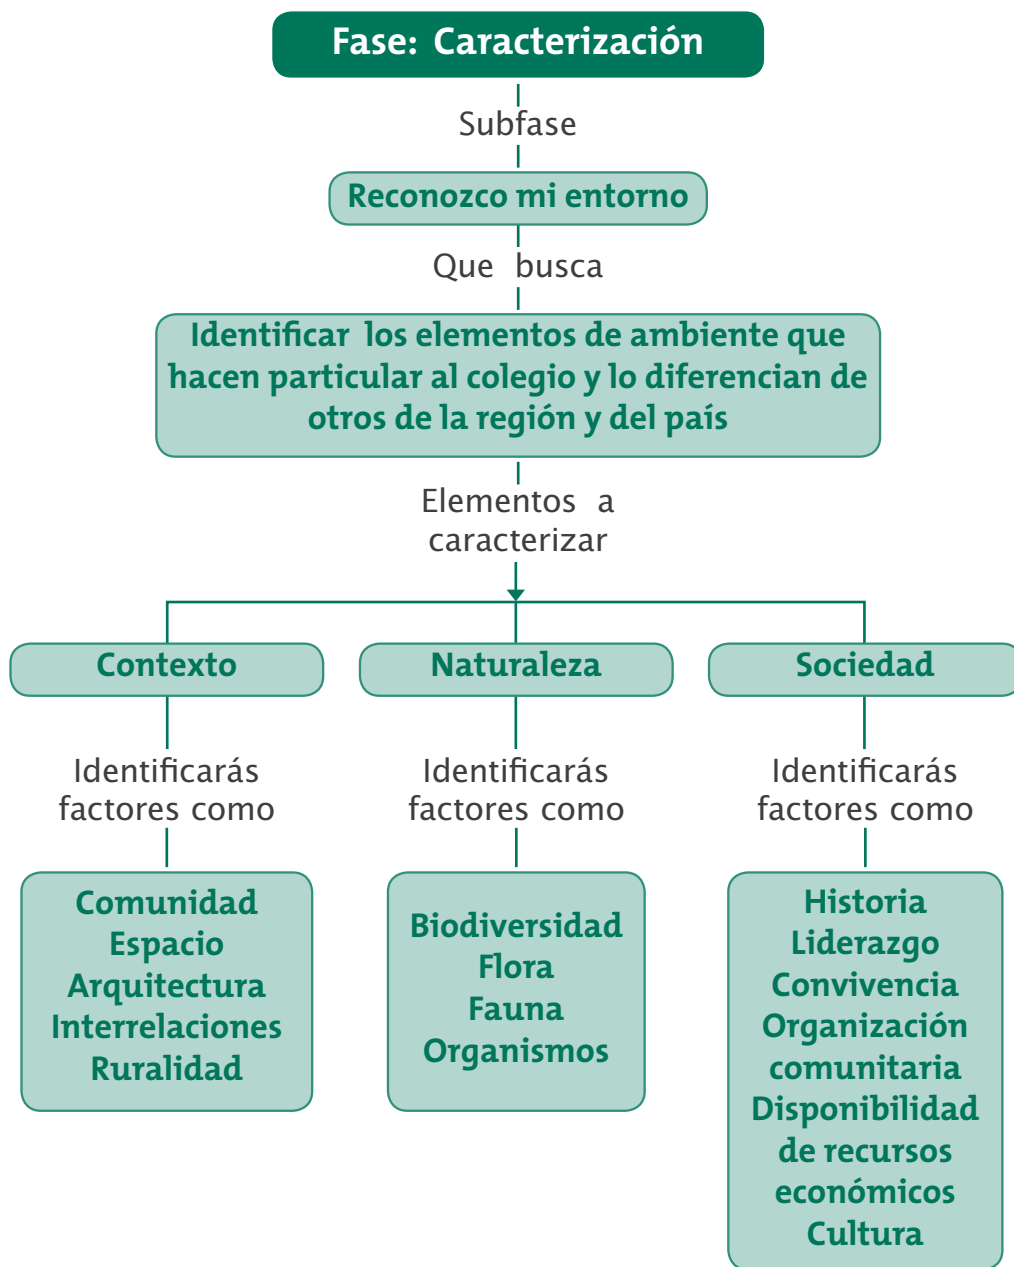 Fase: Caracterización
Subfase
Reconozco mi entorno
Que busca
Identificar los elementos de ambiente que
hacen particular al colegio y lo diferencian de
otros de la región y del país
Elementos a
caracterizar
Contexto
Naturaleza
Sociedad
Identificarás
factores como
Identificarás
factores como
Identificarás
factores como
Comunidad
Espacio
Arquitectura
Interrelaciones
Ruralidad
Biodiversidad
Flora
Fauna
Organismos
Historia
Liderazgo
Convivencia
Organización
comunitaria
Disponibilidad
de recursos
económicos
Cultura